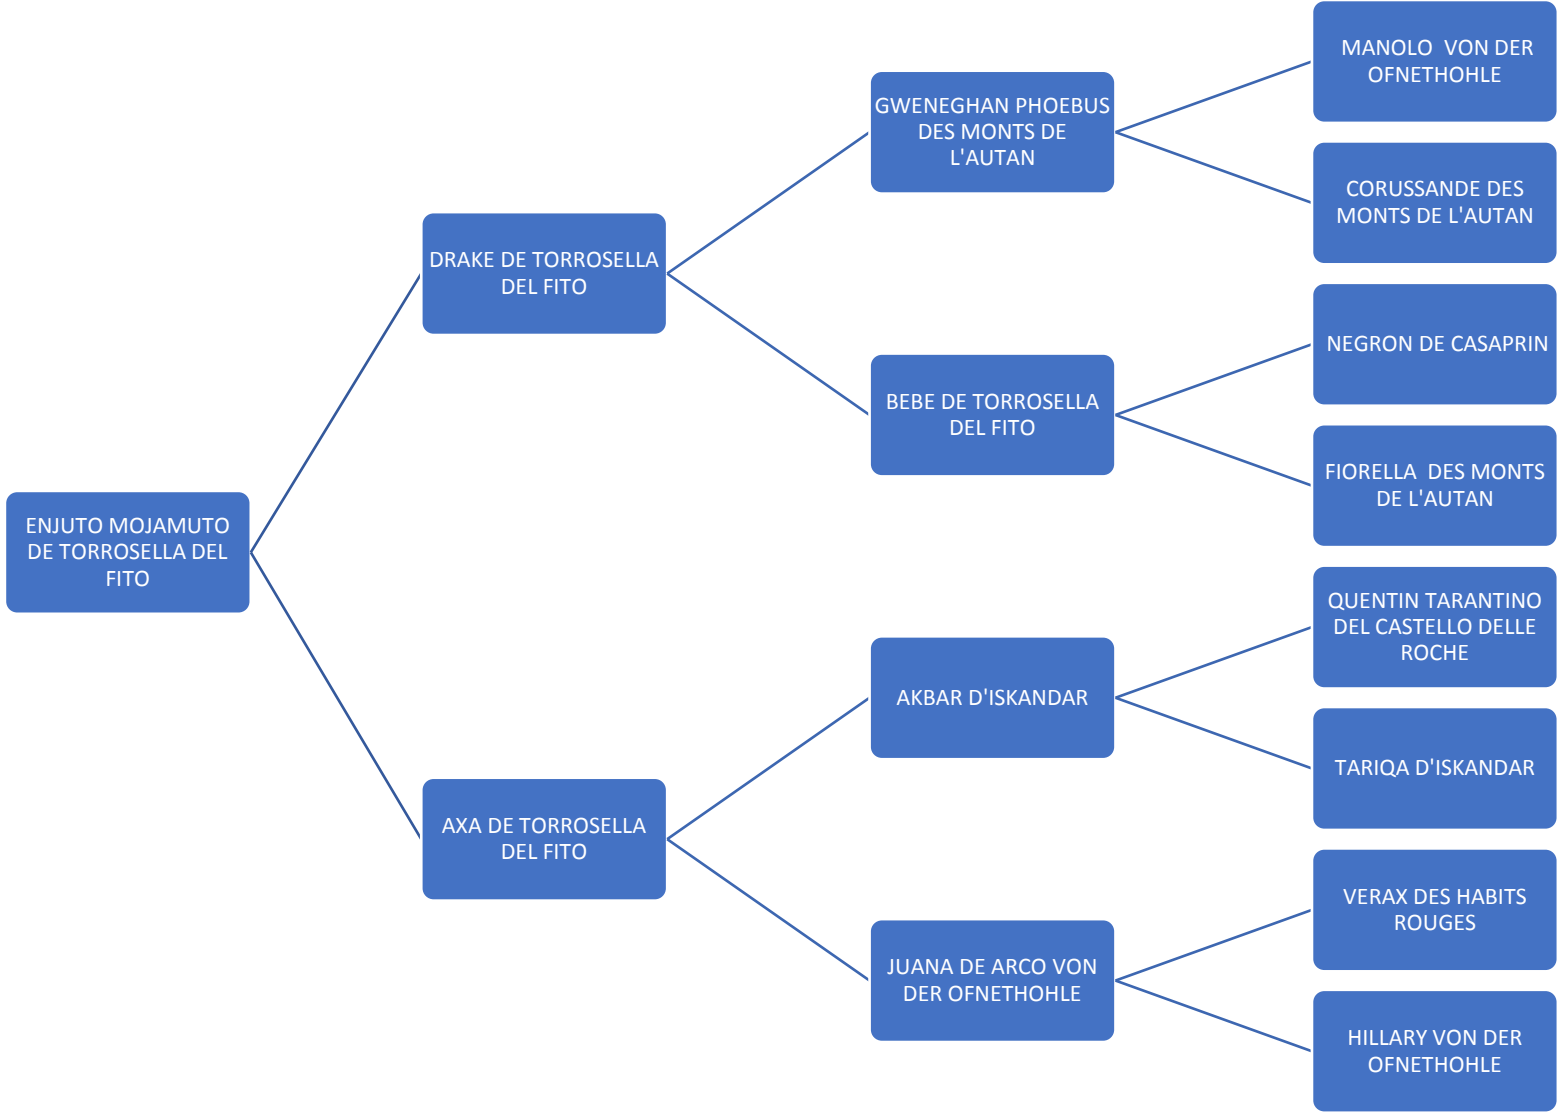 ENJUTO MOJAMUTO
DE TORROSELLA DEL
FITO
DRAKE DE TORROSELLA
DEL FITO
AXA DE TORROSELLA
DEL FITO
GWENEGHAN PHOEBUS
DES MONTS DE
L'AUTAN
BEBE DE TORROSELLA
DEL FITO
AKBAR D'ISKANDAR
JUANA DE ARCO VON
DER OFNETHOHLE
MANOLO  VON DER
OFNETHOHLE
CORUSSANDE DES
MONTS DE L'AUTAN
NEGRON DE CASAPRIN
FIORELLA  DES MONTS
DE L'AUTAN
QUENTIN TARANTINO
DEL CASTELLO DELLE
ROCHE
TARIQA D'ISKANDAR
VERAX DES HABITS
ROUGES
HILLARY VON DER
OFNETHOHLE